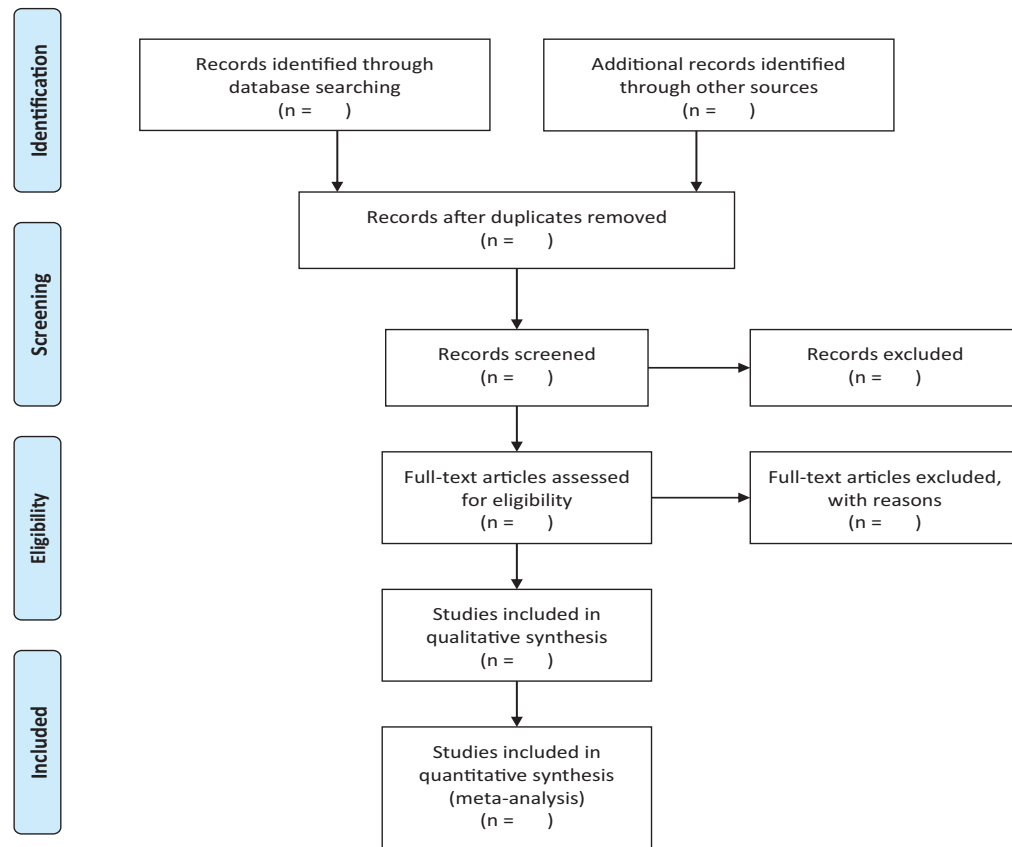 Identification
Records identified through
database searching
(n = )
Additional records identified
through other sources
(n = )
Records after duplicates removed
(n = )
Screening
Records screened
(n = )
Records excluded
(n = )
Eligibility
Full-text articles assessed
for eligibility
(n = )
Full-text articles excluded,
with reasons
(n = )
Studies included in
qualitative synthesis
(n = )
Included
Studies included in
quantitative synthesis
(meta-analysis)
(n = )